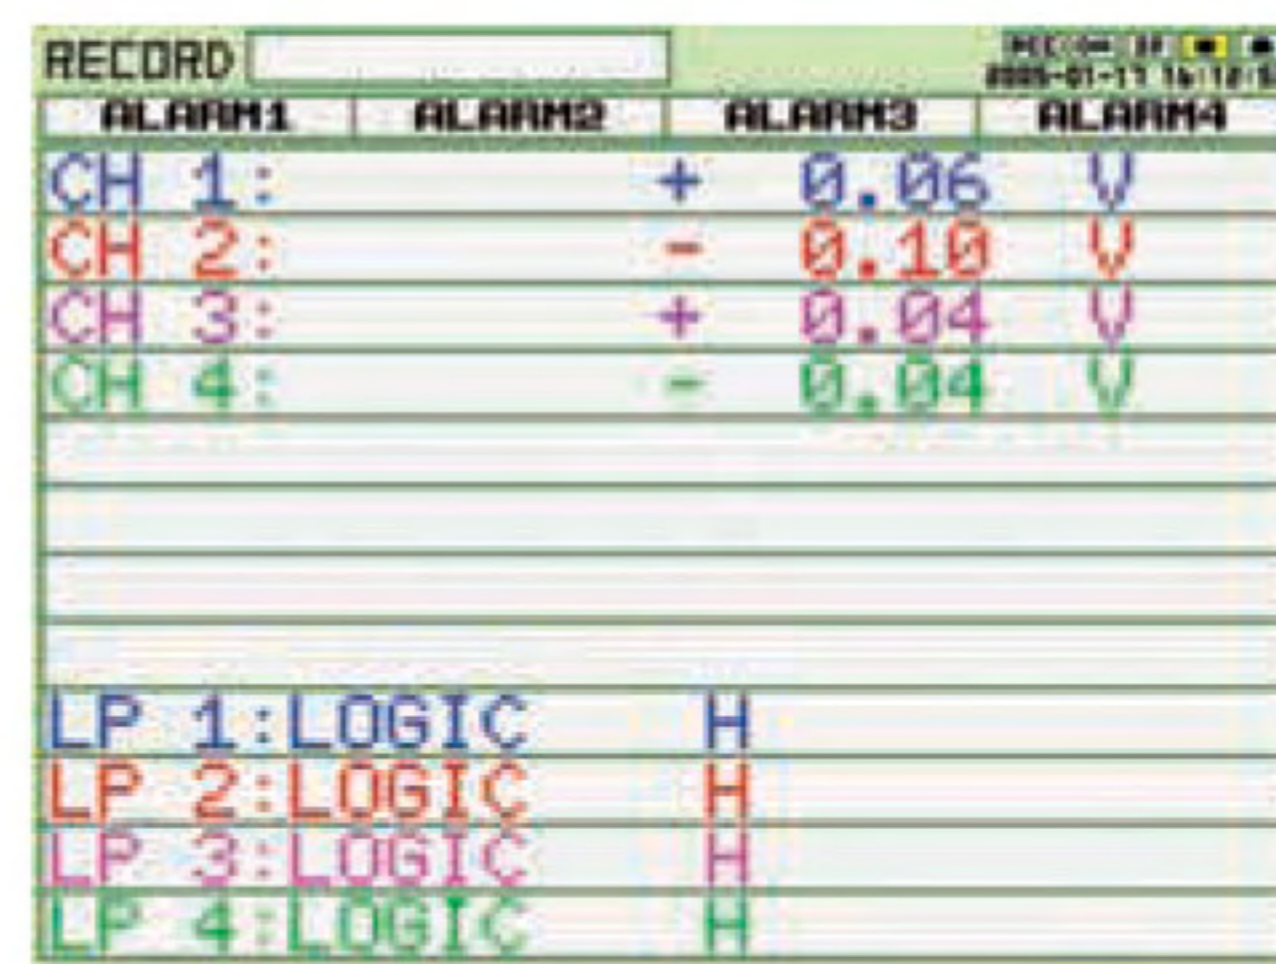 RECORD
ALARM1 ALARM2 ALARM3 ALARM4
CH 1: + 0.06 V
CH 2: - 0.10 V
CH 3: + 0.04 V
CH 4: - 0.04 V
LP 1:LOGIC H
LP 2:LOGIC H
LP 3:LOGIC H
LP 4:LOGIC H